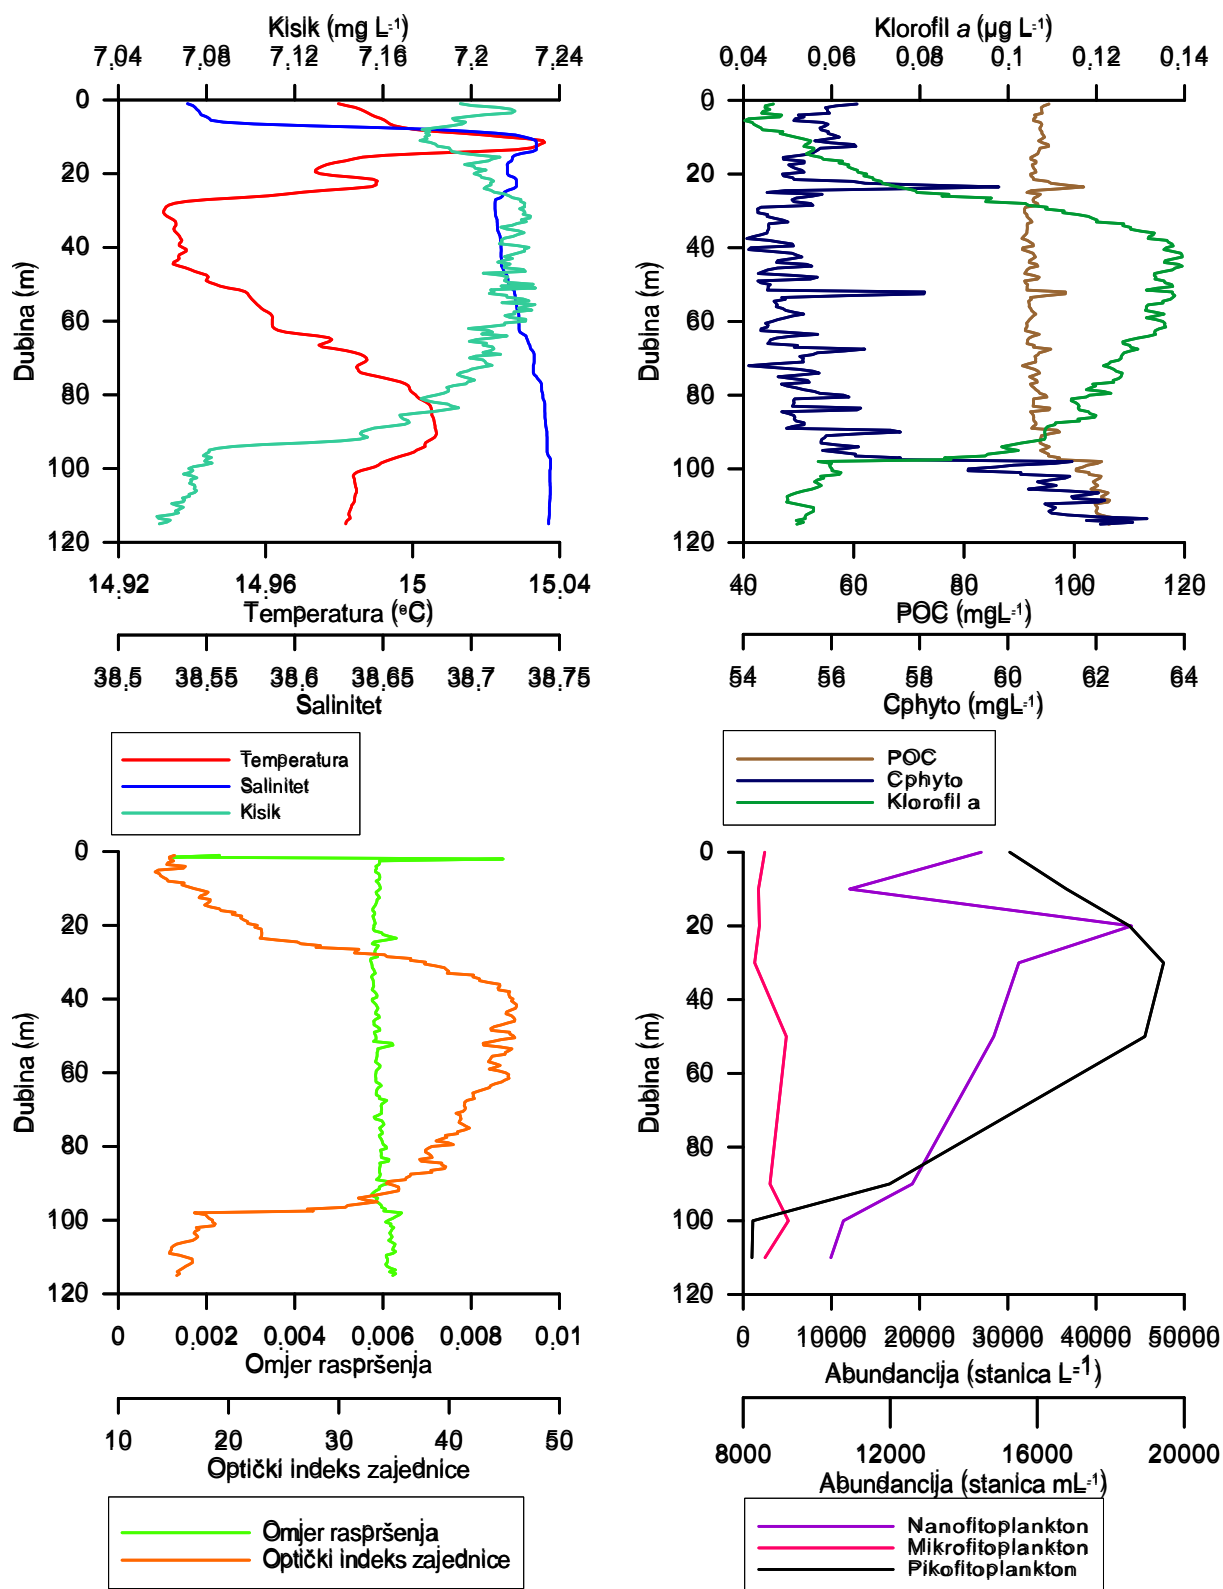 Kisik (mg L-1)
7.04 7.08 7.12 7.16 7.2 7.24
0
20
40
60
80
100
120
Dubina (m)
14.92 14.96 15 15.04
Temperatura (ºC)
38.5 38.55 38.6 38.65 38.7 38.75
Salinitet
Temperatura
Salinitet
Kisik
Klorofil a (µg L-1)
0.04 0.06 0.08 0.1 0.12 0.14
0
20
40
60
80
100
120
Dubina (m)
40 60 80 100 120
POC (mgL-1)
54 56 58 60 62 64
Cphyto (mgL-1)
POC
Cphyto
Klorofil a
0
20
40
60
80
100
120
Dubina (m)
0 0.002 0.004 0.006 0.008 0.01
Omjer raspršenja
10 20 30 40 50
Optički indeks zajednice
Omjer raspršenja
Optički indeks zajednice
0
20
40
60
80
100
120
Dubina (m)
0 10000 20000 30000 40000 50000
Abundancija (stanica L-1)
8000 12000 16000 20000
Abundancija (stanica mL-1)
Nanofitoplankton
Mikrofitoplankton
Pikofitoplankton